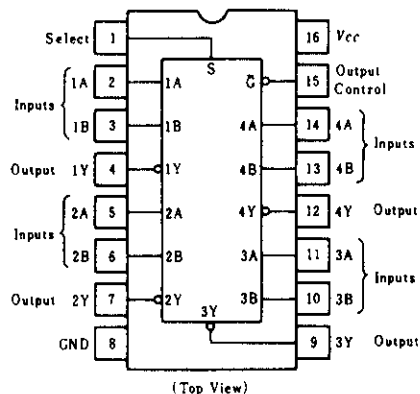 Select 1 16 Vcc
S
1A 2 1A G̅ 15 Output Control
Inputs
1B 3 1B 4A 14 4A
Inputs
Output 1Y 4 1Y 4B 13 4B
2A 5 2A 4Y 12 4Y Output
Inputs
2B 6 2B 3A 11 3A
Inputs
Output 2Y 7 2Y 3B 10 3B
3Y
GND 8 9 3Y Output
(Top View)